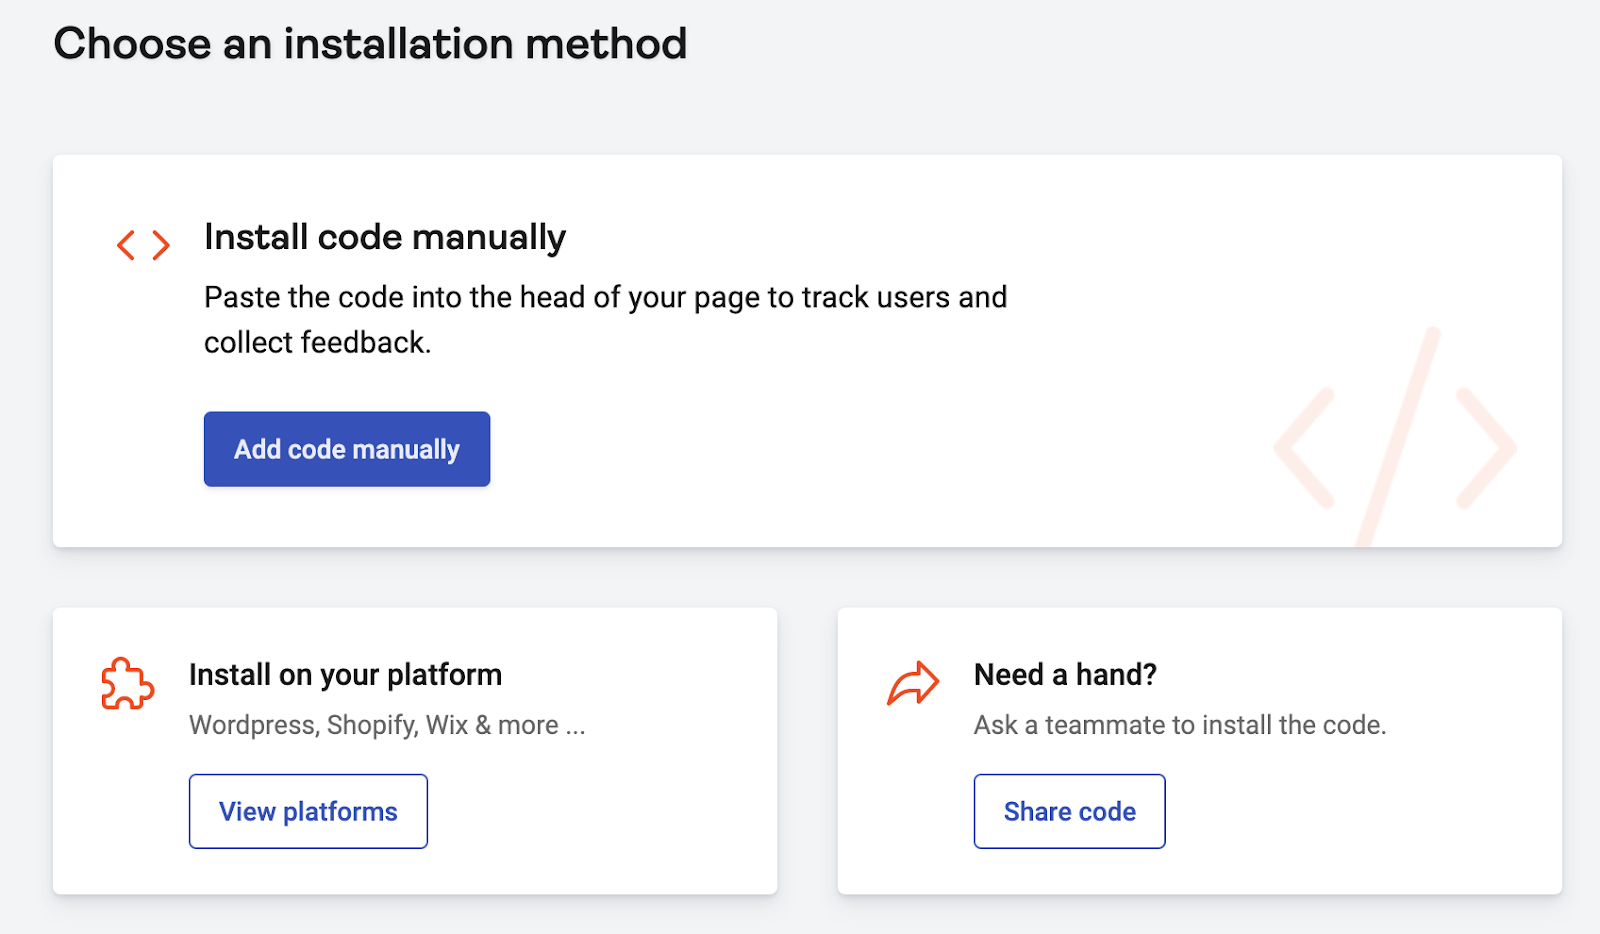 Choose an installation method
Install code manually
Paste the code into the head of your page to track users and
collect feedback.
Add code manually
Install on your platform
Wordpress, Shopify, Wix & more ...
View platforms
Need a hand?
Ask a teammate to install the code.
Share code